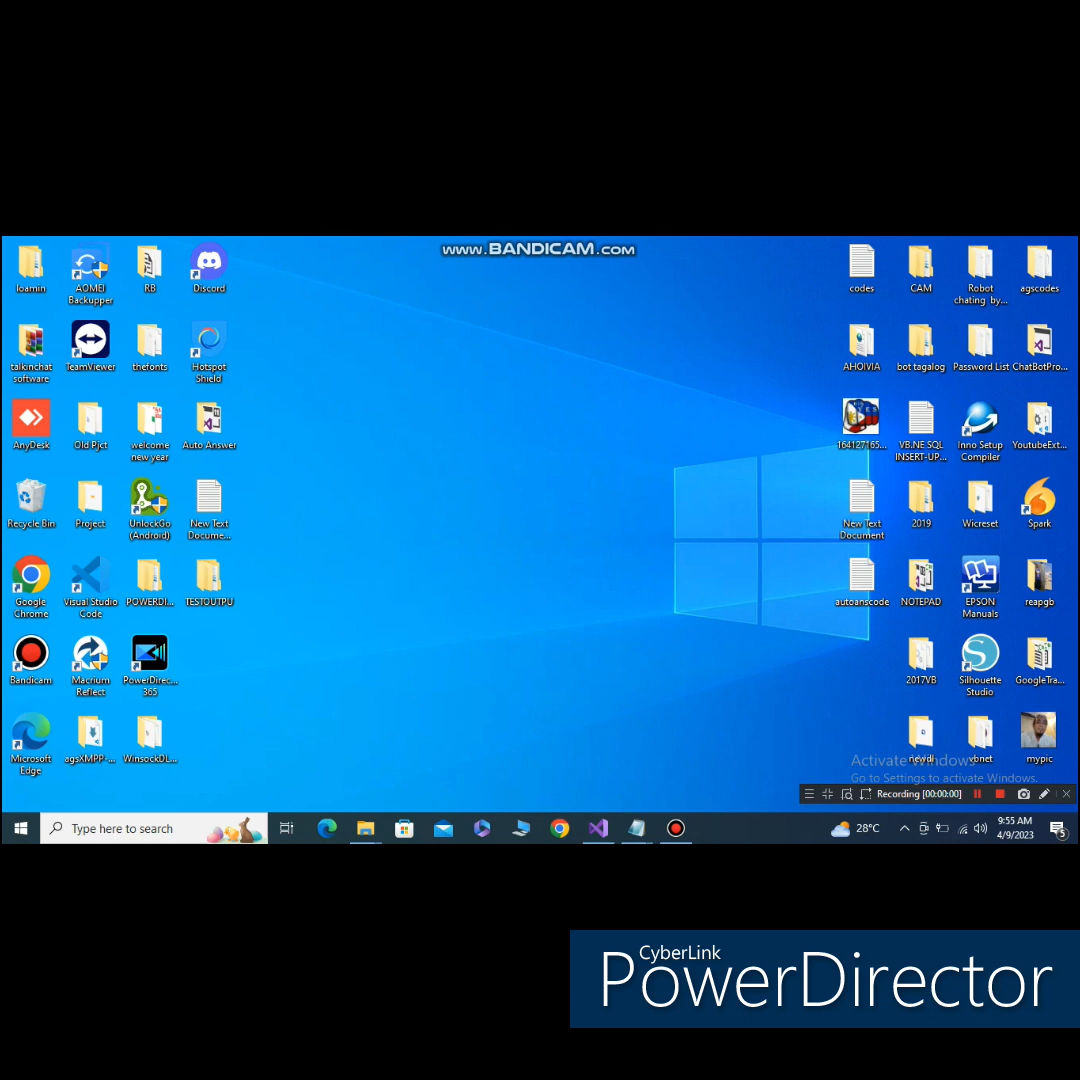 www.BANDICAM.com
loamin
AOMEI
Backupper
RB
Discord
codes
CAM
Robot
chating by...
agscodes
talkinchat
software
TeamViewer
thefonts
Hotspot
Shield
AHOIVIA
bot tagalog
Password List
ChatBotPro...
AnyDesk
Old Pjct
welcome
new year
Auto Answer
164127165...
VB.NE SQL
INSERT-UP...
Inno Setup
Compiler
YoutubeExt...
Recycle Bin
Project
UnlockGo
(Android)
New Text
Docume...
New Text
Document
2019
Wicreset
Spark
Google
Chrome
Visual Studio
Code
POWERDI...
TESTOUTPU
autoanscode
NOTEPAD
EPSON
Manuals
reapgb
Bandicam
Macrium
Reflect
PowerDirec...
365
2017VB
Silhouette
Studio
GoogleTra...
Microsoft
Edge
agsXMPP-...
WinsockDL...
newdl
vbnet
mypic
Activate Windows
Go to Settings to activate Windows.
Recording [00:00:00]
Type here to search
28°C
9:55 AM
4/9/2023
5
CyberLink
PowerDirector